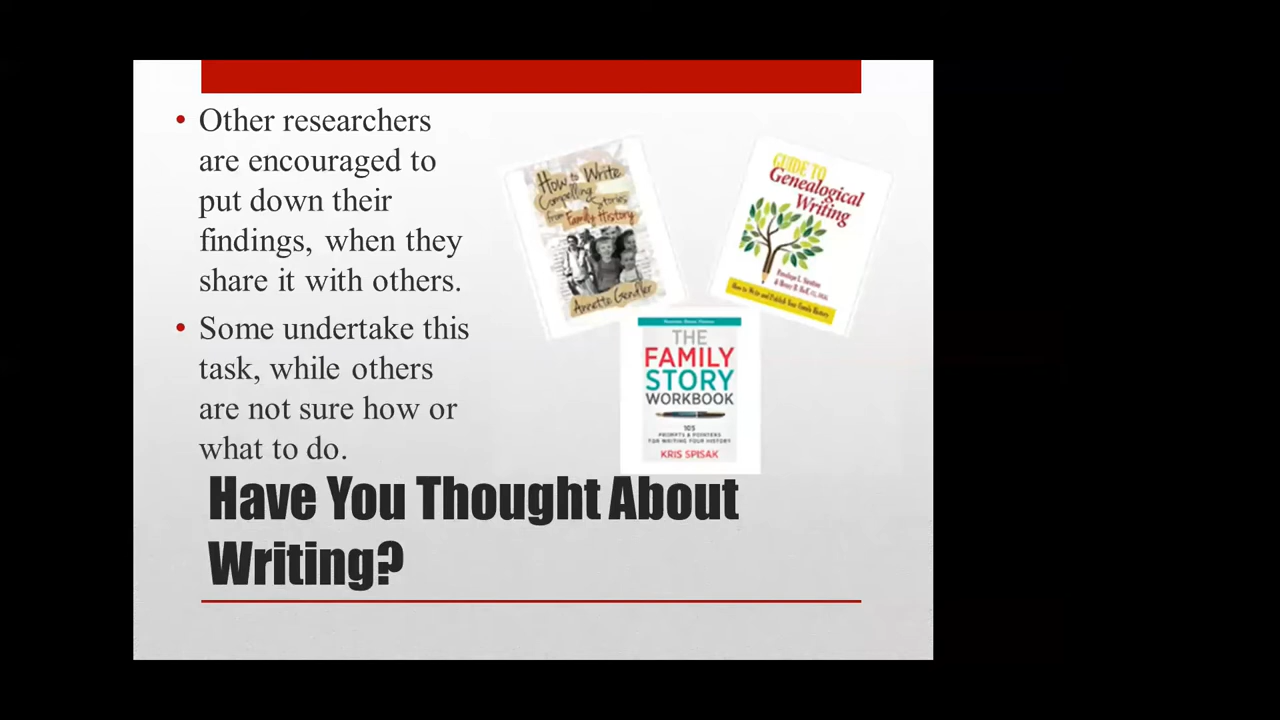 • Other researchers
are encouraged to
put down their
findings, when they
share it with others.
• Some undertake this
task, while others
are not sure how or
what to do.
How to Write
Compelling
Stories
from Family History
Annette Gendler
GUIDE TO
Genealogical
Writing
How to Write and Publish Your Family History
THE
FAMILY
STORY
WORKBOOK
105
PROMPTS & POINTERS
FOR WRITING YOUR HISTORY
KRIS SPISAK
Have You Thought About
Writing?